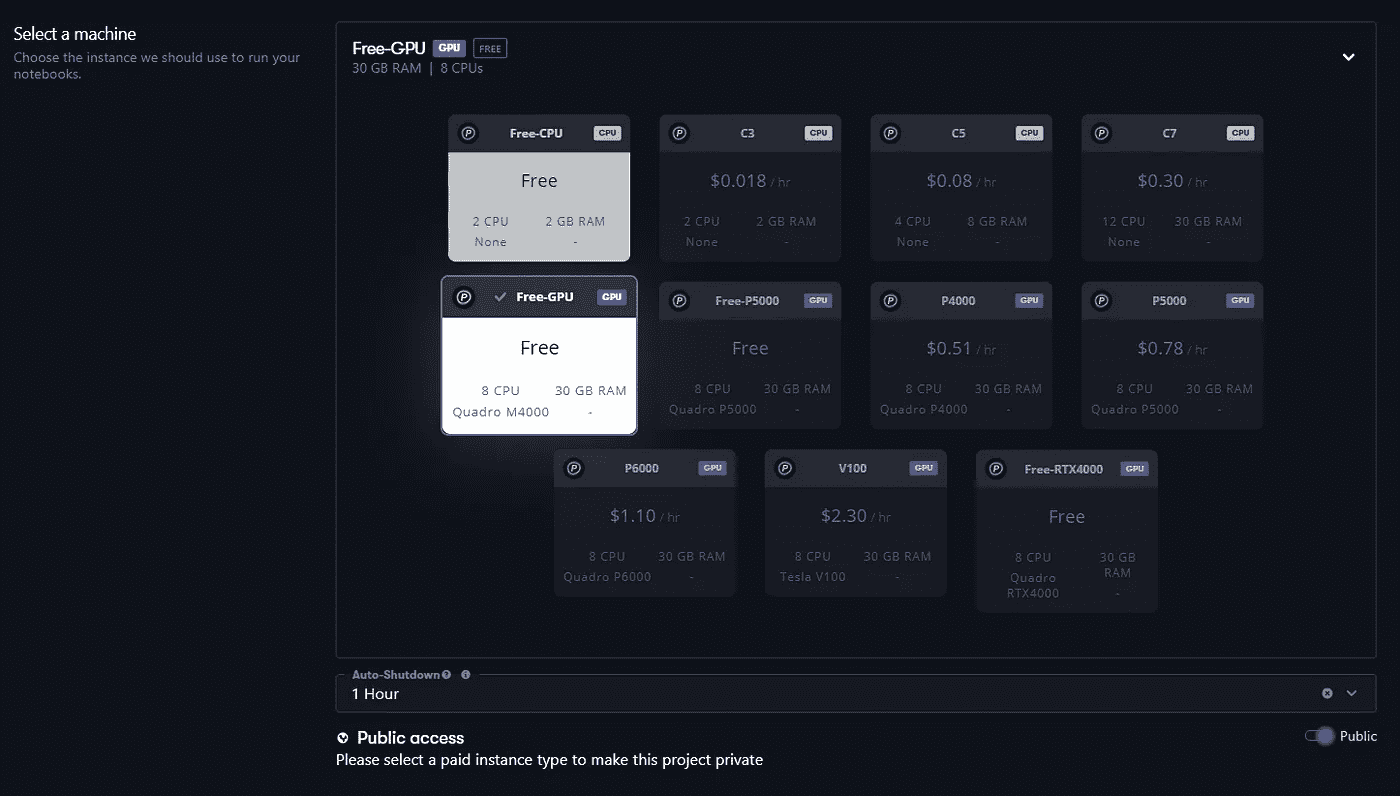 Select a machine
Choose the instance we should use to run your
notebooks.
Free-GPU GPU FREE
30 GB RAM | 8 CPUs
Free-CPU CPU
Free
2 CPU 2 GB RAM
None -
C3 CPU
$0.018 / hr
2 CPU 2 GB RAM
None -
C5 CPU
$0.08 / hr
4 CPU 8 GB RAM
None -
C7 CPU
$0.30 / hr
12 CPU 30 GB RAM
None -
Free-GPU GPU
Free
8 CPU 30 GB RAM
Quadro M4000 -
Free-P5000 GPU
Free
8 CPU 30 GB RAM
Quadro P5000 -
P4000 GPU
$0.51 / hr
8 CPU 30 GB RAM
Quadro P4000 -
P5000 GPU
$0.78 / hr
8 CPU 30 GB RAM
Quadro P5000 -
P6000 GPU
$1.10 / hr
8 CPU 30 GB RAM
Quadro P6000 -
V100 GPU
$2.30 / hr
8 CPU 30 GB RAM
Tesla V100 -
Free-RTX4000 GPU
Free
8 CPU 30 GB
RAM
Quadro
RTX4000 -
Auto-Shutdown
1 Hour
Public access
Public
Please select a paid instance type to make this project private